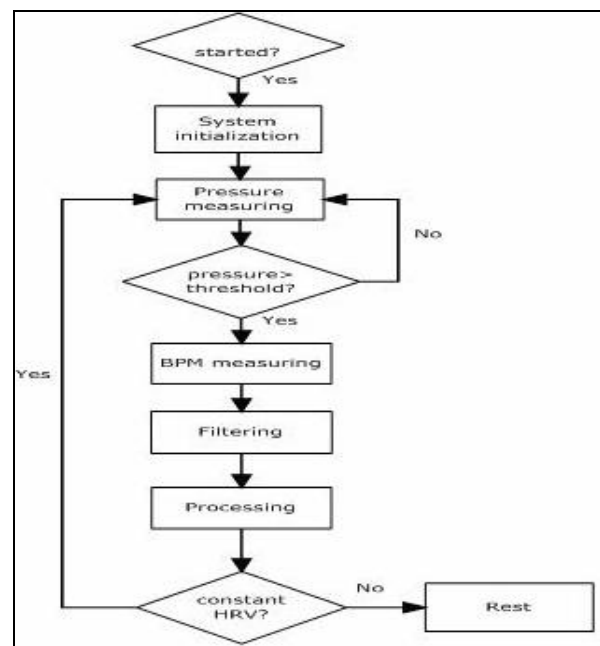 started?
Yes
System
initialization
Pressure
measuring
No
pressure>
threshold?
Yes
BPM measuring
Yes
Filtering
Processing
constant
HRV?
No
Rest